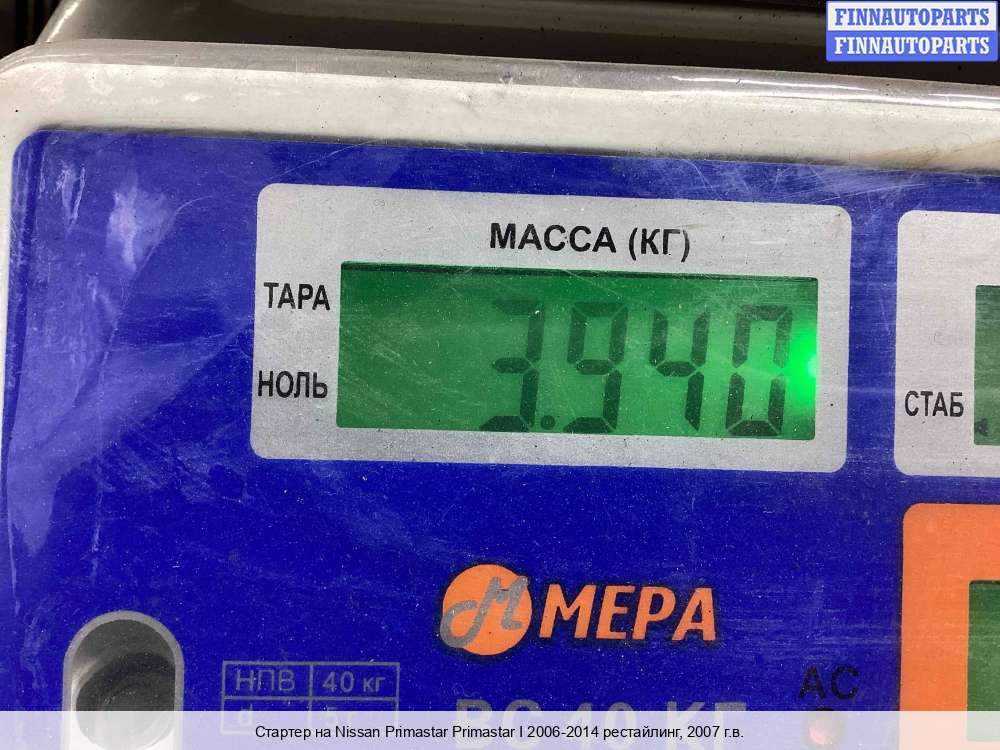 FINNAUTOPARTS
FINNAUTOPARTS
МАССА (КГ)
ТАРА
3.940
НОЛЬ
СТАБ
М МЕРА
НПВ 40 кг
d 5 г
АС
Стартер на Nissan Primastar Primastar I 2006-2014 рестайлинг, 2007 г.в.